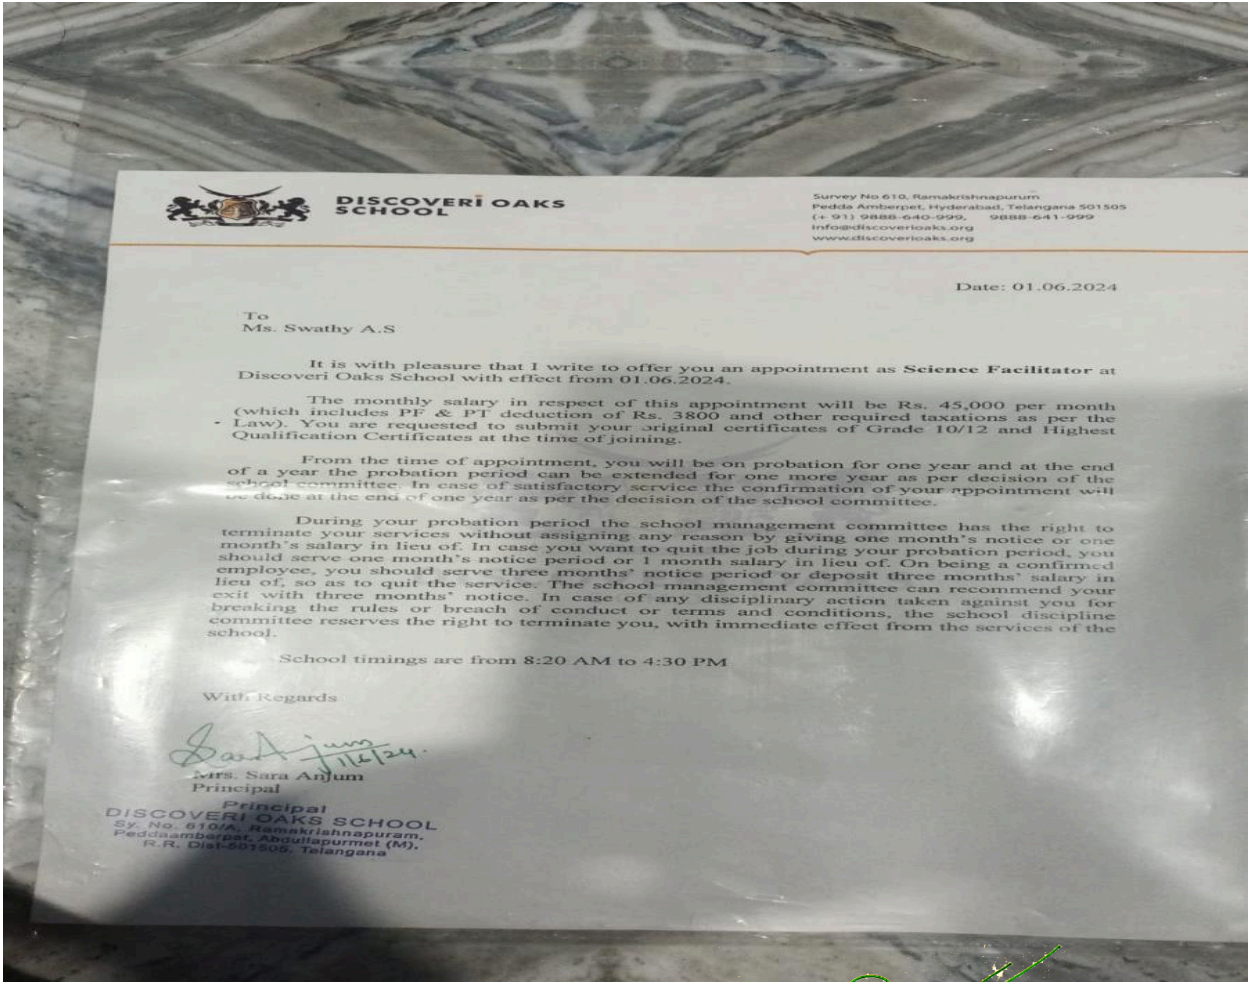 DISCOVERI OAKS
SCHOOL
Survey No 610, Ramakrishnapurum
Pedda Amberpet, Hyderabad, Telangana 501505
(+ 91) 9888-640-999, 9888-641-999
Info@discoverioaks.org
www.discoverioaks.org
Date: 01.06.2024
To
Ms. Swathy A.S
It is with pleasure that I write to offer you an appointment as Science Facilitator at
Discoveri Oaks School with effect from 01.06.2024.
The monthly salary in respect of this appointment will be Rs. 45,000 per month
(which includes PF & PT deduction of Rs. 3800 and other required taxations as per the
Law). You are requested to submit your original certificates of Grade 10/12 and Highest
Qualification Certificates at the time of joining.
From the time of appointment, you will be on probation for one year and at the end
of a year the probation period can be extended for one more year as per decision of the
school committee. In case of satisfactory service the confirmation of your appointment will
be done at the end of one year as per the decision of the school committee.
During your probation period the school management committee has the right to
terminate your services without assigning any reason by giving one month's notice or one
month's salary in lieu of. In case you want to quit the job during your probation period, you
should serve one month's notice period or 1 month salary in lieu of. On being a confirmed
employee, you should serve three months' notice period or deposit three months' salary in
lieu of, so as to quit the service. The school management committee can recommend your
exit with three months' notice. In case of any disciplinary action taken against you for
breaking the rules or breach of conduct or terms and conditions, the school discipline
committee reserves the right to terminate you, with immediate effect from the services of the
school.
School timings are from 8:20 AM to 4:30 PM
With Regards
Sara Anjum
1/6/24.
Mrs. Sara Anjum
Principal
Principal
DISCOVERI OAKS SCHOOL
Sy. No. 610/A, Ramakrishnapuram,
Peddaamberpet, Abdullapurmet (M),
R.R. Dist-501505, Telangana